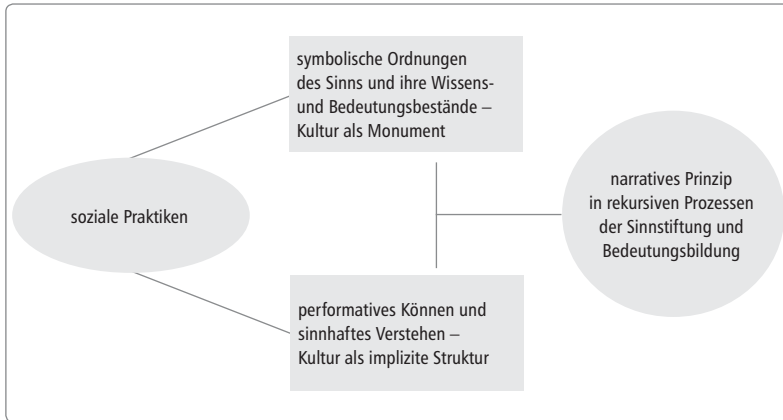 symbolische Ordnungen
des Sinns und ihre Wissens-
und Bedeutungsbestände –
Kultur als Monument
soziale Praktiken
narratives Prinzip
in rekursiven Prozessen
der Sinnstiftung und
Bedeutungsbildung
performatives Können und
sinnhaftes Verstehen –
Kultur als implizite Struktur